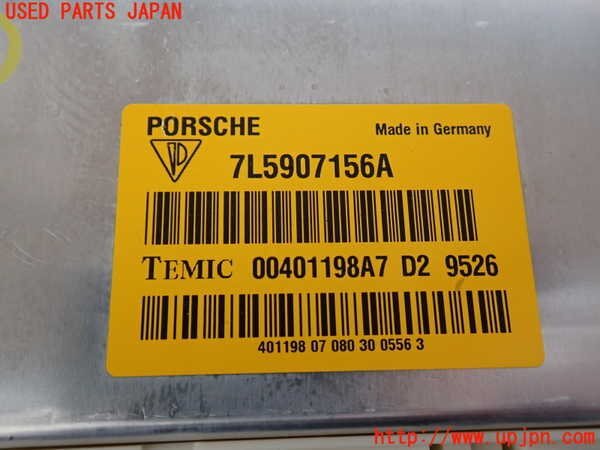 USED PARTS JAPAN
PORSCHE
Made in Germany
7L5907156A
TEMIC 00401198A7 D2 9526
401198 07 080 30 0556 3
http://www.upjpn.com/